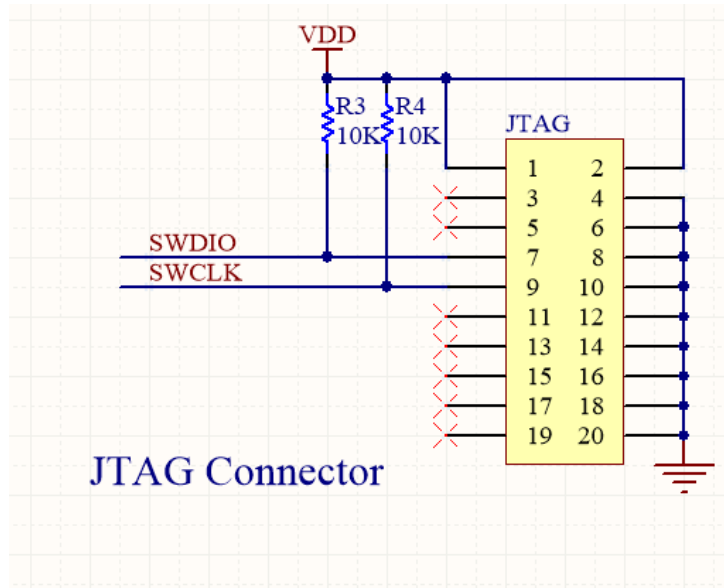 VDD
R3 R4
10K 10K
JTAG
1 2
3 4
5 6
SWDIO
7 8
SWCLK
9 10
11 12
13 14
15 16
17 18
19 20
JTAG Connector